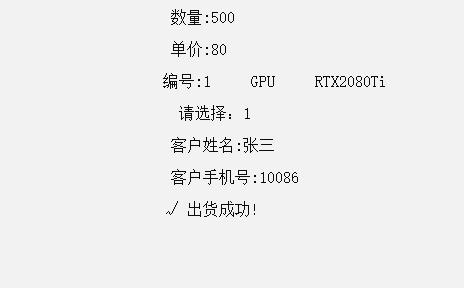 数量:500
单价:80
编号:1 GPU RTX2080Ti
请选择：1
客户姓名:张三
客户手机号:10086
√ 出货成功!